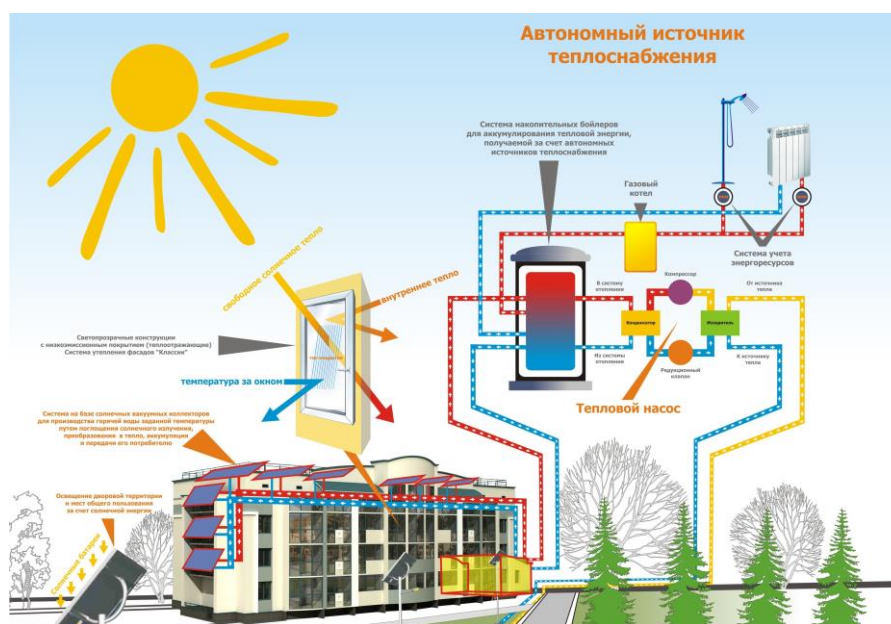 Автономный источник
теплоснабжения
Система накопительных бойлеров
для аккумулирования тепловой энергии,
получаемой за счет автономных
источников теплоснабжения
Газовый
котел
Система учета
энергоресурсов
В систему
отопления
Компрессор
От источника
тепла
Конденсатор
Испаритель
Из системы
отопления
Редукционный
клапан
К источнику
тепла
Тепловой насос
свободное солнечное тепло
внутреннее тепло
Светопрозрачные конструкции
с низкоэмиссионным покрытием (теплоотражающие)
Система утепления фасадов "Классик"
температура за окном
Система на базе солнечных вакуумных коллекторов
для производства горячей воды заданной температуры
путем поглощения солнечного излучения,
преобразования в тепло, аккумуляции
и передачи его потребителю
Освещение дворовой территории
и мест общего пользования
за счет солнечной энергии
Солнечные батареи